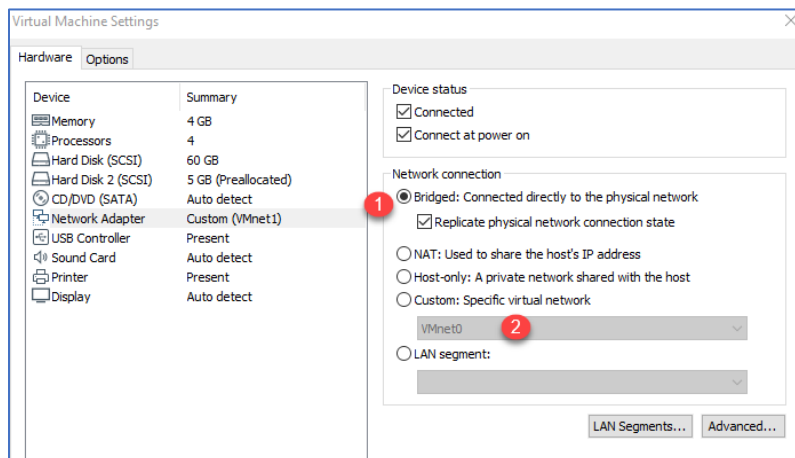 Virtual Machine Settings
Hardware
Options
Device Summary
Memory 4 GB
Processors 4
Hard Disk (SCSI) 60 GB
Hard Disk 2 (SCSI) 5 GB (Preallocated)
CD/DVD (SATA) Auto detect
Network Adapter Custom (VMnet1)
USB Controller Present
Sound Card Auto detect
Printer Present
Display Auto detect
Device status
Connected
Connect at power on
Network connection
1 Bridged: Connected directly to the physical network
Replicate physical network connection state
NAT: Used to share the host's IP address
Host-only: A private network shared with the host
Custom: Specific virtual network
VMnet0 2
LAN segment:
LAN Segments... Advanced...